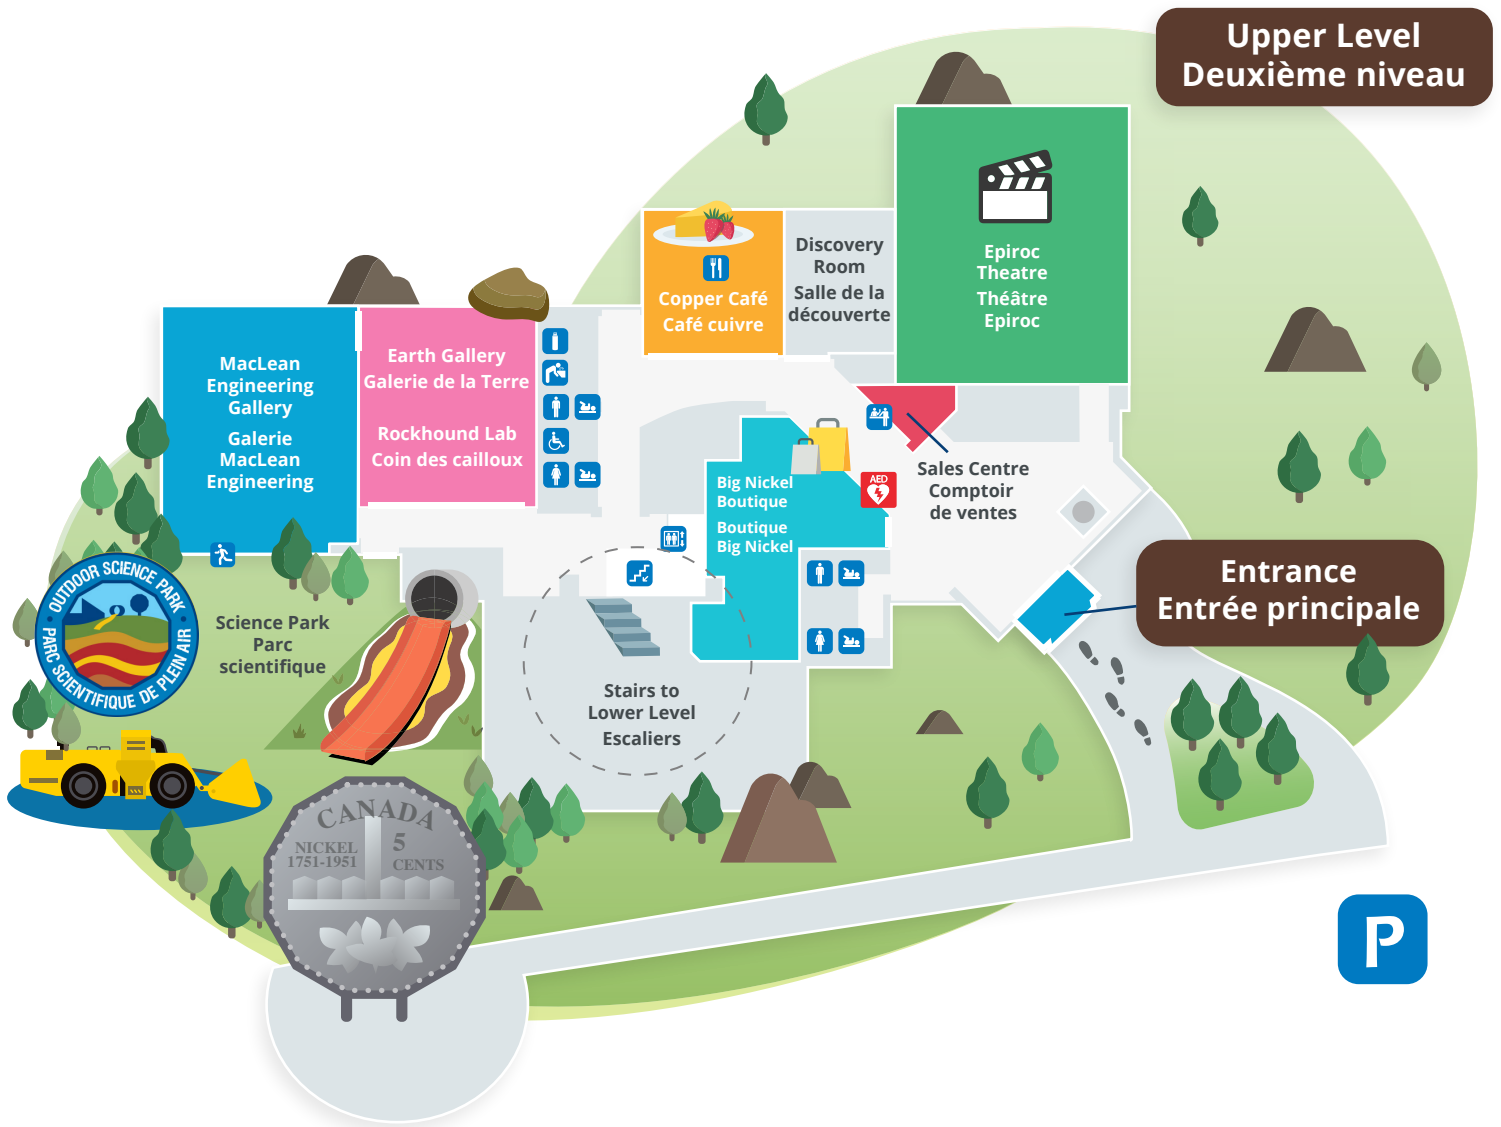 Upper Level
Deuxième niveau
Epiroc
Theatre
Théâtre
Epiroc
Discovery
Room
Salle de la
découverte
Copper Café
Café cuivre
MacLean
Engineering
Gallery
Galerie
MacLean
Engineering
Earth Gallery
Galerie de la Terre
Rockhound Lab
Coin des cailloux
Big Nickel
Boutique
Boutique
Big Nickel
AED
Sales Centre
Comptoir
de ventes
Entrance
Entrée principale
OUTDOOR SCIENCE PARK
PARC SCIENTIFIQUE DE PLEIN AIR
Science Park
Parc
scientifique
Stairs to
Lower Level
Escaliers
CANADA
NICKEL
1751-1951
5
CENTS
P